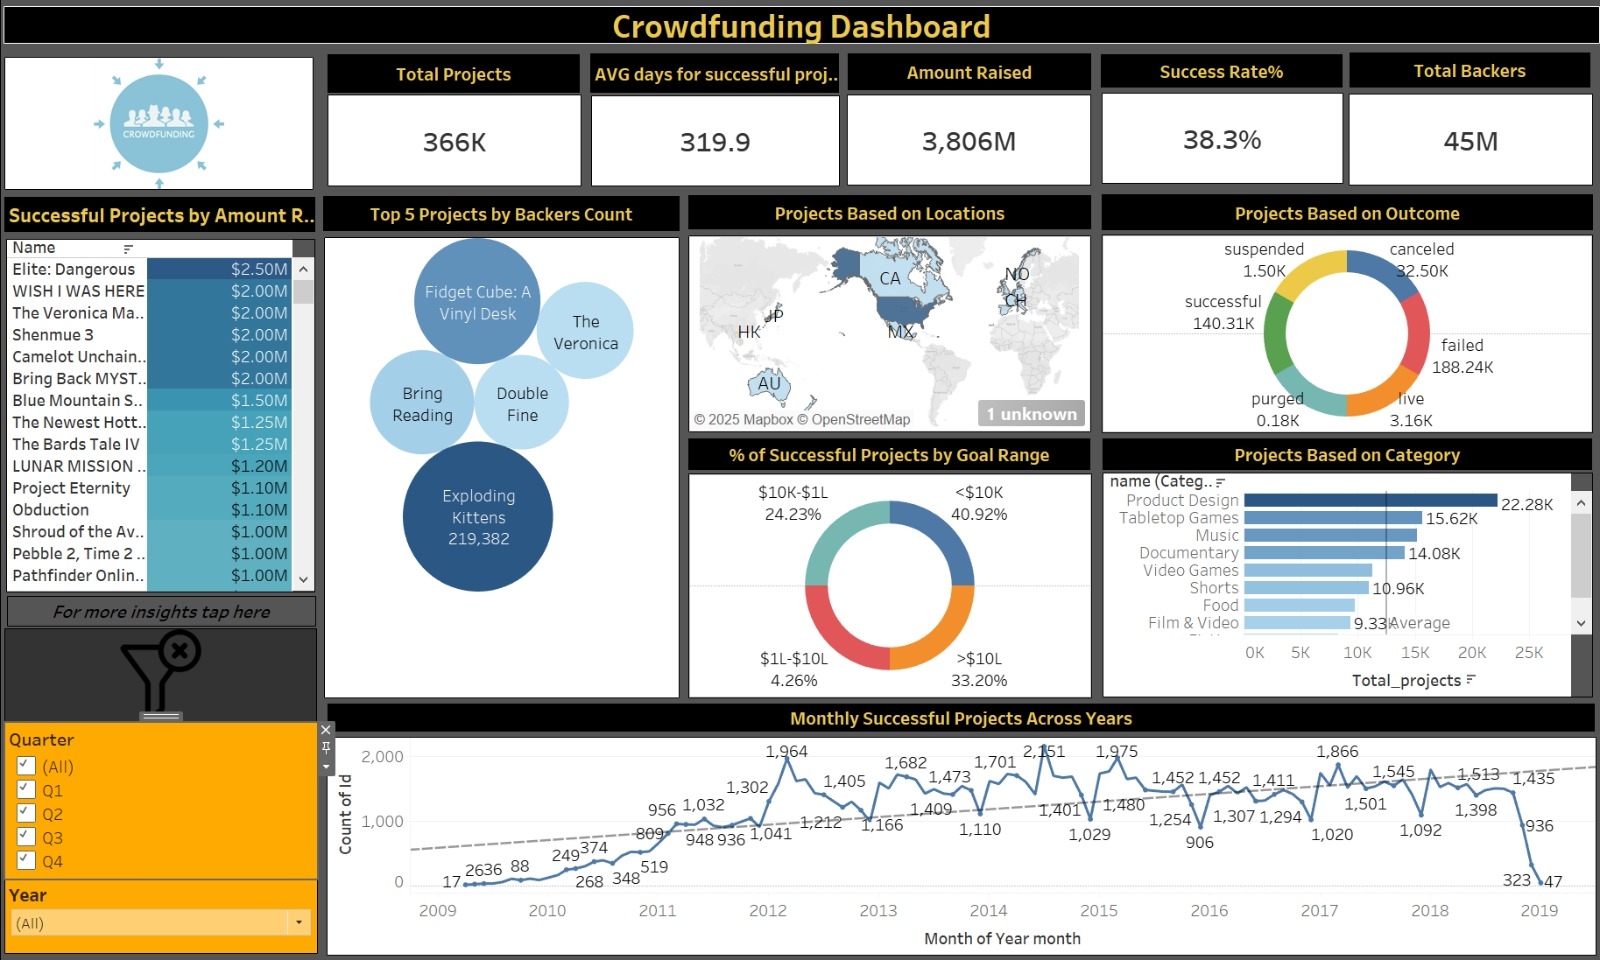 Crowdfunding Dashboard
CROWDFUNDING
Total Projects
366K
AVG days for successful proj..
319.9
Amount Raised
3,806M
Success Rate%
38.3%
Total Backers
45M
Successful Projects by Amount R..
Name
Elite: Dangerous $2.50M
WISH I WAS HERE $2.00M
The Veronica Ma.. $2.00M
Shenmue 3 $2.00M
Camelot Unchain.. $2.00M
Bring Back MYST.. $2.00M
Blue Mountain S.. $1.50M
The Newest Hott.. $1.25M
The Bards Tale IV $1.25M
LUNAR MISSION .. $1.20M
Project Eternity $1.10M
Obduction $1.10M
Shroud of the Av.. $1.00M
Pebble 2, Time 2 .. $1.00M
Pathfinder Onlin.. $1.00M
For more insights tap here
Quarter
(All)
Q1
Q2
Q3
Q4
Year
(All)
Top 5 Projects by Backers Count
Fidget Cube: A
Vinyl Desk
The
Veronica
Bring
Reading
Double
Fine
Exploding
Kittens
219,382
Projects Based on Locations
CA
NO
CH
JP
HK
MX
AU
© 2025 Mapbox © OpenStreetMap
1 unknown
Projects Based on Outcome
suspended
1.50K
canceled
32.50K
successful
140.31K
failed
188.24K
purged
0.18K
live
3.16K
% of Successful Projects by Goal Range
$10K-$1L
24.23%
<$10K
40.92%
$1L-$10L
4.26%
>$10L
33.20%
Projects Based on Category
name (Categ..
Product Design 22.28K
Tabletop Games 15.62K
Music
Documentary 14.08K
Video Games
Shorts 10.96K
Food
Film & Video 9.33K Average
0K 5K 10K 15K 20K 25K
Total_projects
Monthly Successful Projects Across Years
Count of Id
2,000
1,000
0
17
26
36
88
249
268
374
348
519
809
956
948
1,032
936
1,302
1,041
1,964
1,212
1,405
1,166
1,682
1,409
1,473
1,110
1,701
2,151
1,401
1,029
1,975
1,480
1,452
1,254
906
1,452
1,307
1,411
1,294
1,020
1,866
1,501
1,545
1,092
1,513
1,398
1,435
936
323
47
2009 2010 2011 2012 2013 2014 2015 2016 2017 2018 2019
Month of Year month